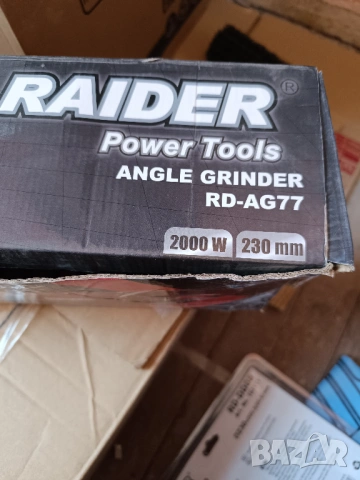 RAIDER®
Power Tools
ANGLE GRINDER
RD-AG77
2000 W 230 mm
BAZAR